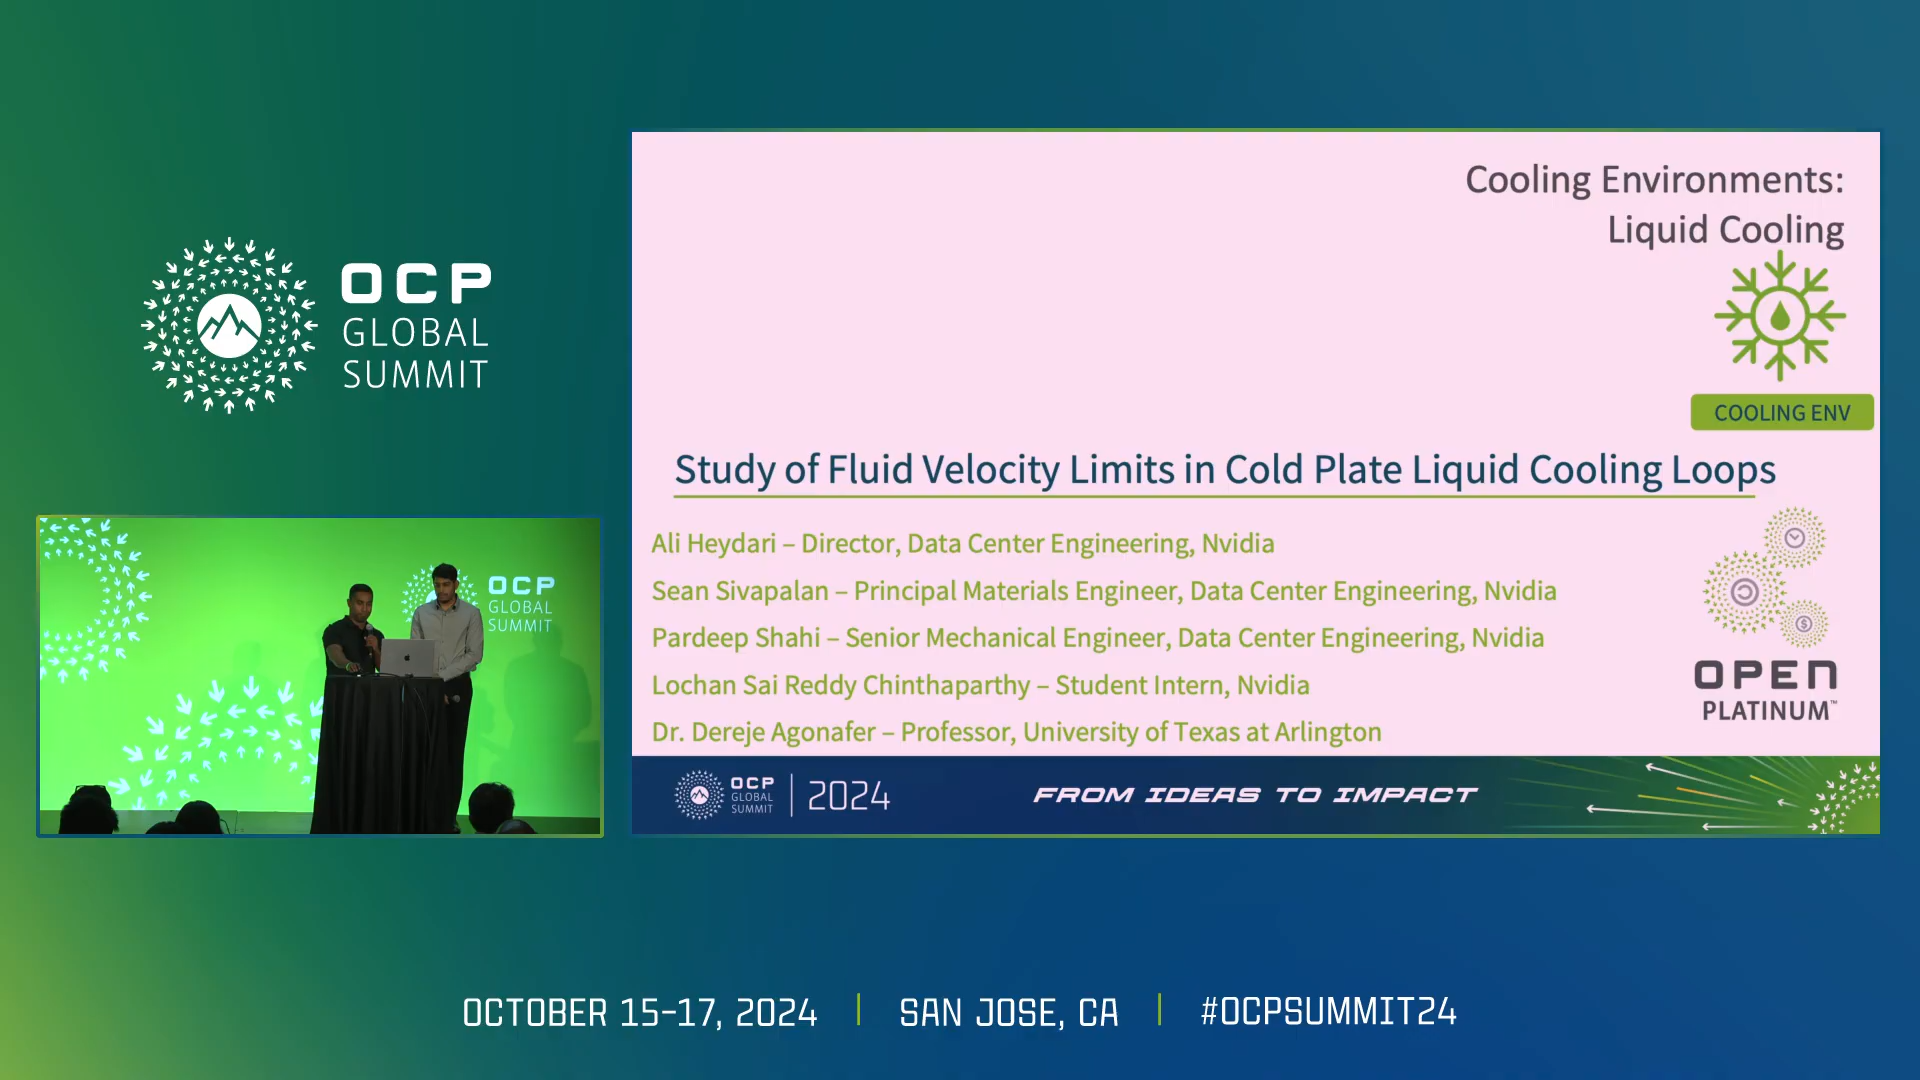 OCP
GLOBAL
SUMMIT
Cooling Environments:
Liquid Cooling
COOLING ENV
Study of Fluid Velocity Limits in Cold Plate Liquid Cooling Loops
Ali Heydari – Director, Data Center Engineering, Nvidia
Sean Sivapalan – Principal Materials Engineer, Data Center Engineering, Nvidia
Pardeep Shahi – Senior Mechanical Engineer, Data Center Engineering, Nvidia
Lochan Sai Reddy Chinthaparthy – Student Intern, Nvidia
Dr. Dereje Agonafer – Professor, University of Texas at Arlington
$
OPEN
PLATINUM™
OCP
GLOBAL
SUMMIT
2024
FROM IDEAS TO IMPACT
OCP
GLOBAL
SUMMIT
OCTOBER 15-17, 2024 | SAN JOSE, CA | #OCPSUMMIT24